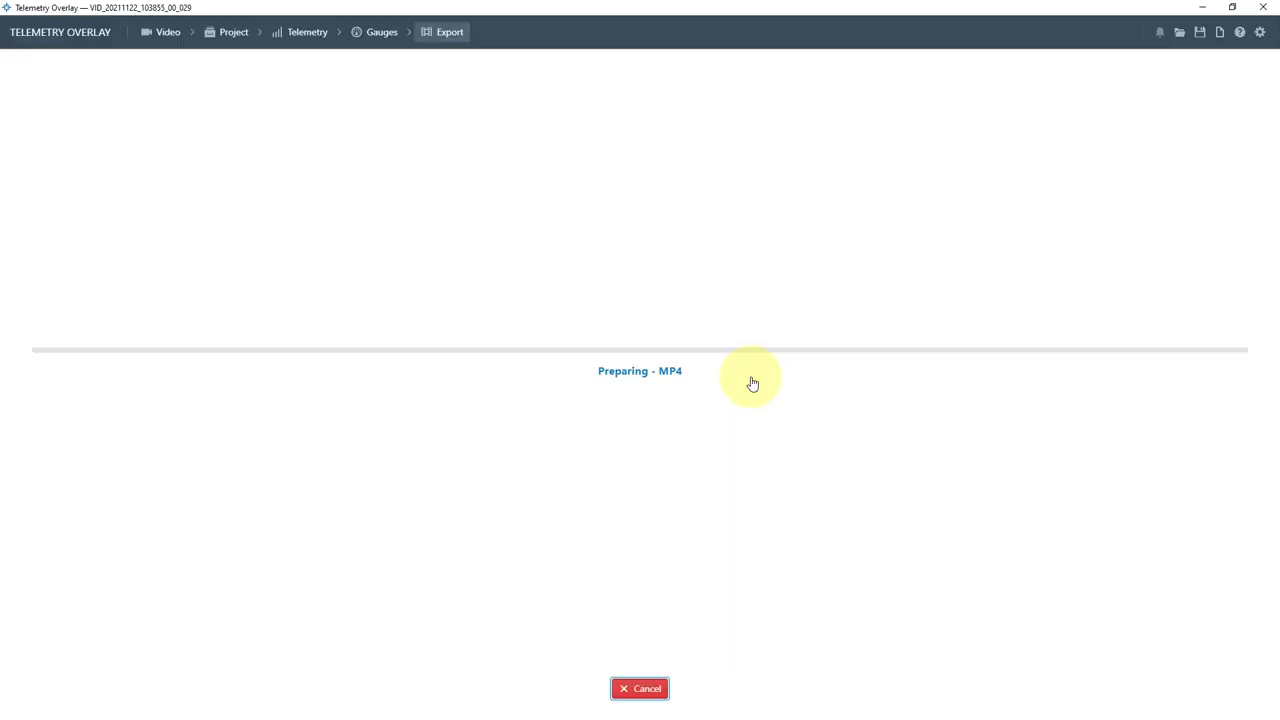 Telemetry Overlay — VID_20211122_103855_00_029
TELEMETRY OVERLAY Video Project Telemetry Gauges Export
Preparing - MP4
Cancel